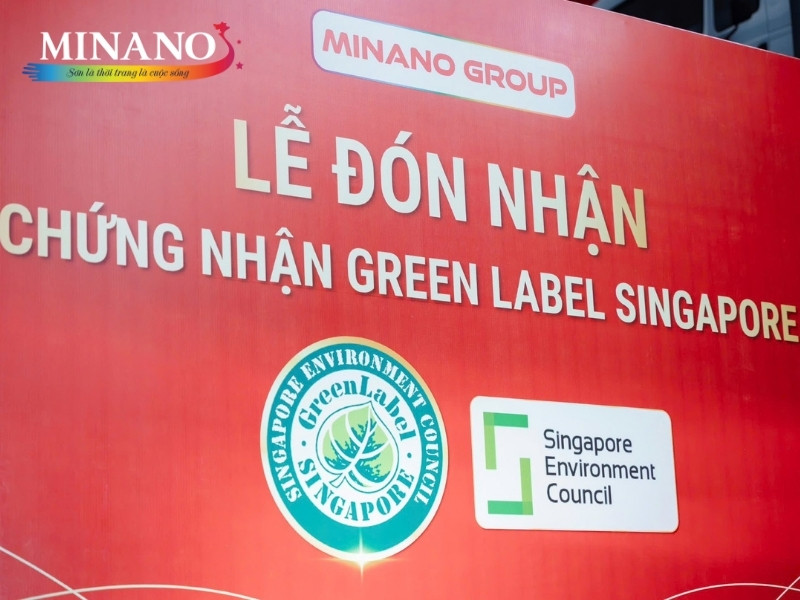 MINANO
Sơn là thời trang là cuộc sống
MINANO GROUP
LỄ ĐÓN NHẬN
CHỨNG NHẬN GREEN LABEL SINGAPORE
SINGAPORE ENVIRONMENT COUNCIL
GreenLabel
SINGAPORE
Singapore
Environment
Council